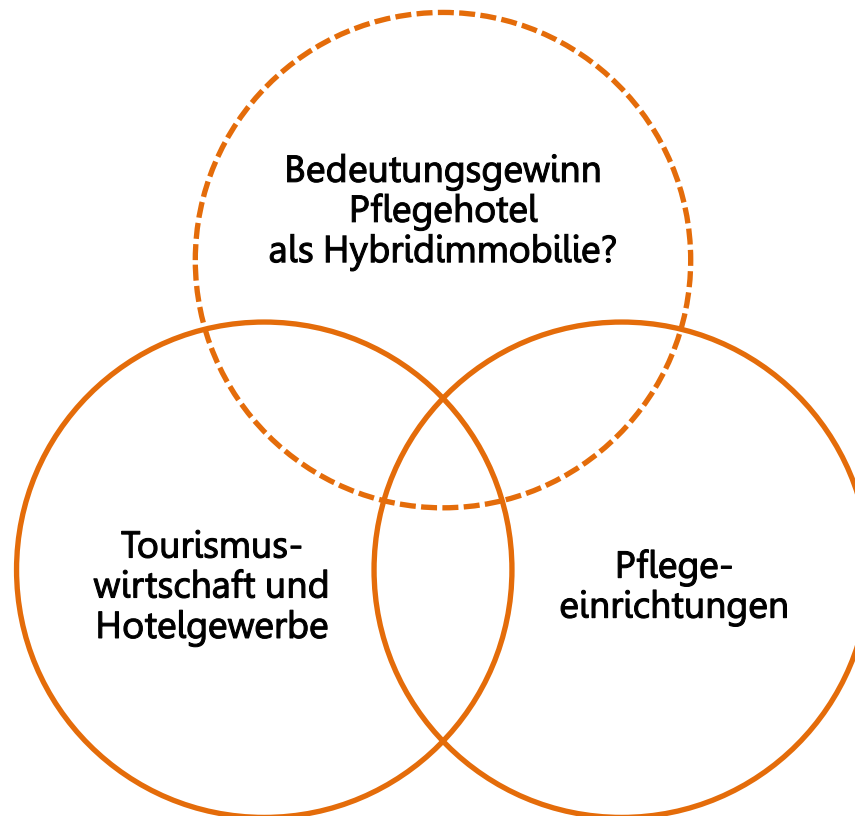 Bedeutungsgewinn
Pflegehotel
als Hybridimmobilie?
Tourismus-
wirtschaft und
Hotelgewerbe
Pflege-
einrichtungen